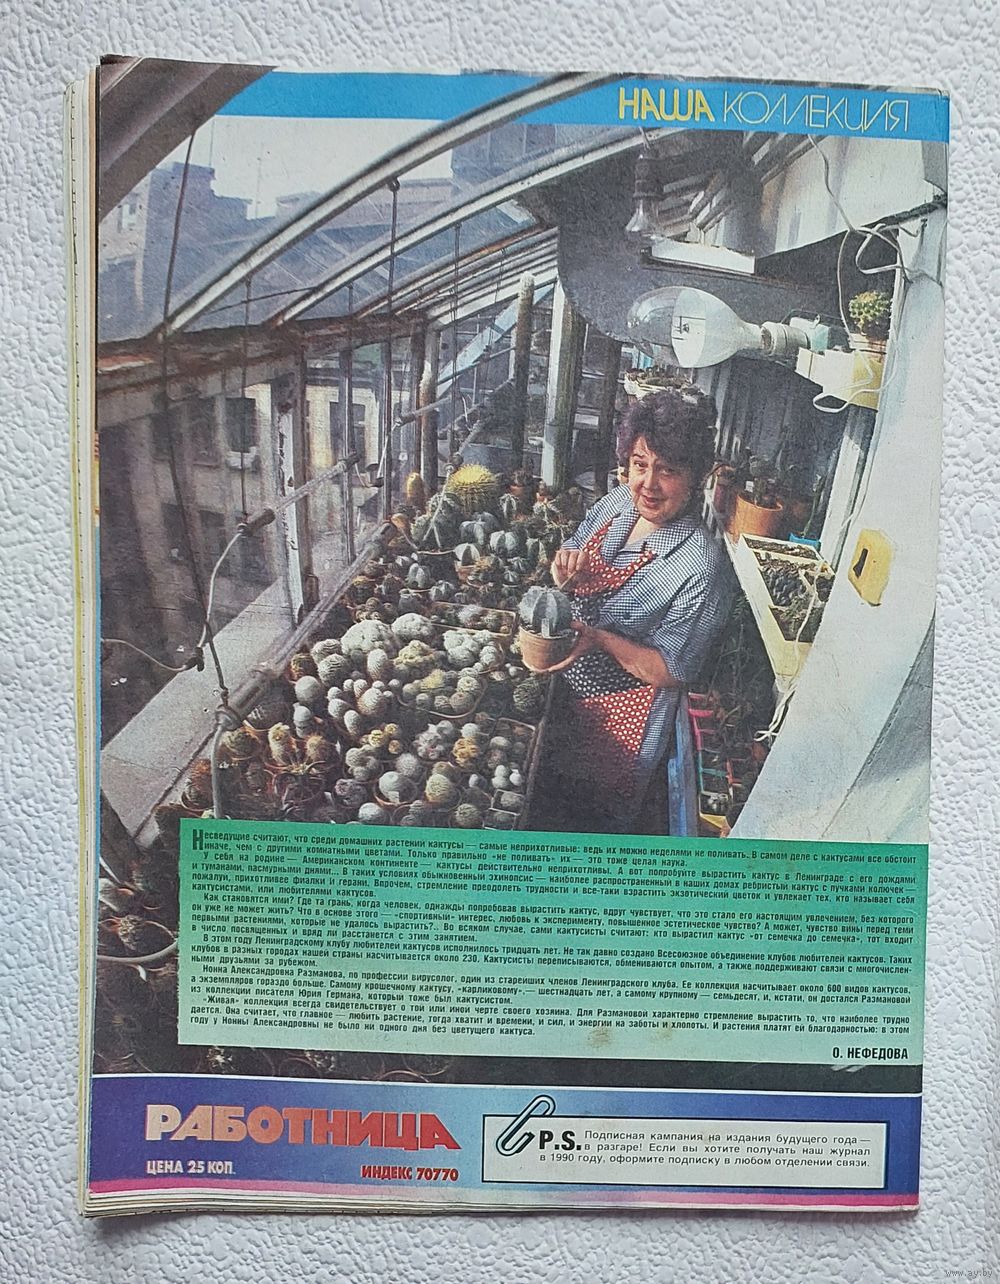 НАША КОЛЛЕКЦИЯ
Несведущие считают, что среди домашних растений кактусы — самые неприхотливые: ведь их можно неделями не поливать. В самом деле с кактусами все обстоит
иначе, чем с другими комнатными цветами. Только правильно «не поливать» их — это тоже целая наука.
У себя на родине — Американском континенте — кактусы действительно неприхотливы. А вот попробуйте вырастить кактус в Ленинграде с его дождями
и туманами, пасмурными днями... В таких условиях обыкновенный эхинопсис — наиболее распространенный в наших домах ребристый кактус с пучками колючек —
пожалуй, прихотливее фиалки и герани. Впрочем, стремление преодолеть трудности и все-таки взрастить экзотический цветок и увлекает тех, кто называет себя
кактусистами, или любителями кактусов.
Как становятся ими? Где та грань, когда человек, однажды попробовав вырастить кактус, вдруг чувствует, что это стало его настоящим увлечением, без которого
он уже не может жить? Что в основе этого — «спортивный» интерес, любовь к эксперименту, повышенное эстетическое чувство? А может, чувство вины перед теми
первыми растениями, которые не удалось вырастить?.. Во всяком случае, сами кактусисты считают: кто вырастил кактус «от семечка до семечка», тот входит
в число посвященных и вряд ли расстанется с этим занятием.
В этом году Ленинградскому клубу любителей кактусов исполнилось тридцать лет. Не так давно создано Всесоюзное объединение клубов любителей кактусов. Таких
клубов в разных городах нашей страны насчитывается около 230. Кактусисты переписываются, обмениваются опытом, а также поддерживают связи с многочислен-
ными друзьями за рубежом.
Нонна Александровна Разманова, по профессии вирусолог, один из старейших членов Ленинградского клуба. Ее коллекция насчитывает около 600 видов кактусов,
а экземпляров гораздо больше. Самому крошечному кактусу, «карликовому»,— шестнадцать лет, а самому крупному — семьдесят, и, кстати, он достался Размановой
из коллекции писателя Юрия Германа, который тоже был кактусистом.
«Живая» коллекция всегда свидетельствует о той или иной черте своего хозяина. Для Размановой характерно стремление вырастить то, что наиболее трудно
дается. Она считает, что главное — любить растение, тогда хватит и времени, и сил, и энергии на заботы и хлопоты. И растения платят ей благодарностью: в этом
году у Нонны Александровны не было ни одного дня без цветущего кактуса.
О. НЕФЕДОВА
РАБОТНИЦА
ЦЕНА 25 КОП.
ИНДЕКС 70770
P.S. Подписная кампания на издания будущего года —
в разгаре! Если вы хотите получать наш журнал
в 1990 году, оформите подписку в любом отделении связи.
www.ay.by